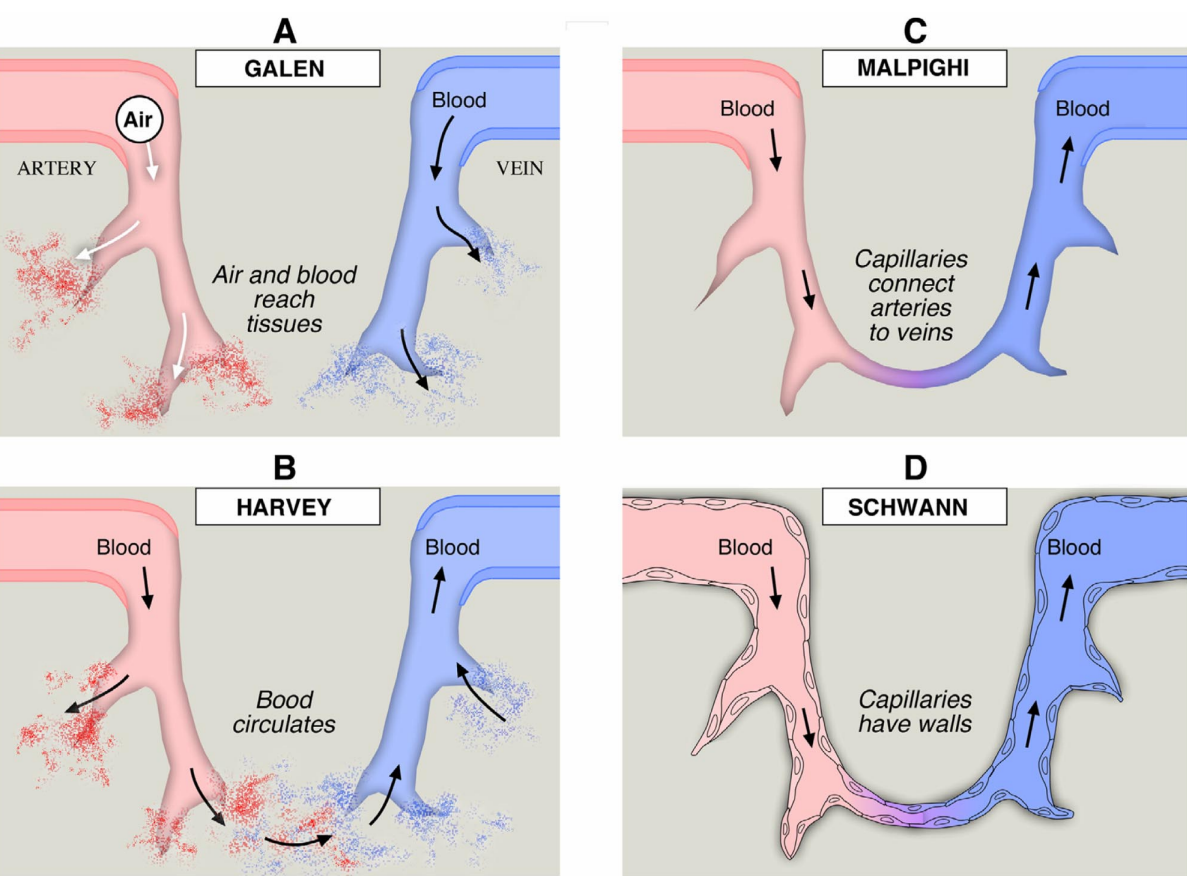 A
GALEN
Air
Blood
ARTERY
VEIN
Air and blood
reach
tissues
B
HARVEY
Blood
Blood
Bood
circulates
C
MALPIGHI
Blood
Blood
Capillaries
connect
arteries
to veins
D
SCHWANN
Blood
Blood
Capillaries
have walls